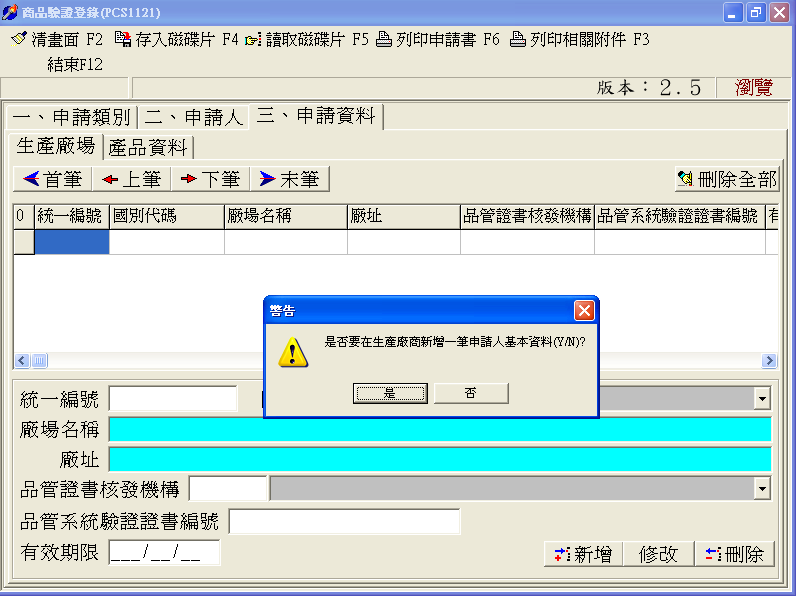 商品驗證登錄(PCS1121)
清畫面 F2 存入磁碟片 F4 讀取磁碟片 F5 列印申請書 F6 列印相關附件 F3
結束F12
版本：2.5 瀏覽
一、申請類別 二、申請人 三、申請資料
生產廠場 產品資料
首筆 上筆 下筆 末筆 刪除全部
0 統一編號 國別代碼 廠場名稱 廠址 品管證書核發機構 品管系統驗證證書編號 有
警告
是否要在生產廠商新增一筆申請人基本資料(Y/N)?
是 否
統一編號
廠場名稱
廠址
品管證書核發機構
品管系統驗證證書編號
有效期限 ___/__/__ 新增 修改 刪除